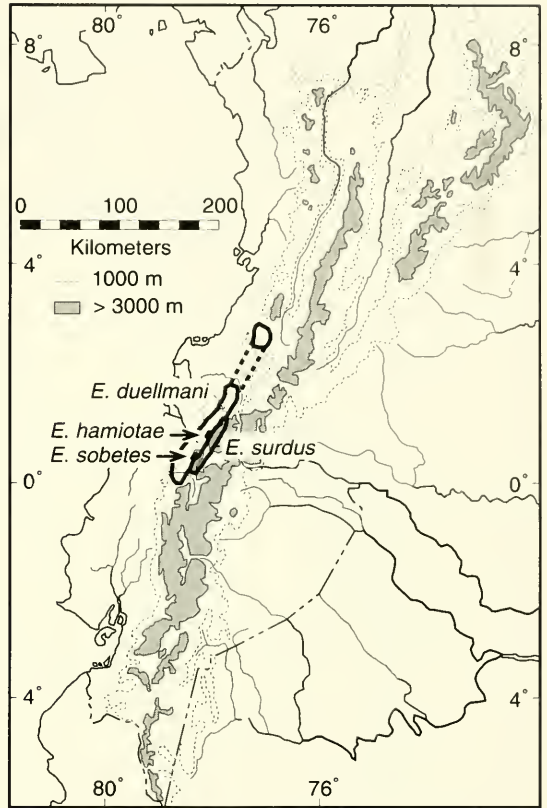 80° 76°
8° 8°
0 100 200
Kilometers
4° 4°
1000 m
> 3000 m
E. duellmani
E. hamiotae
E. sobetes
E. surdus
0° 0°
4° 4°
80° 76°